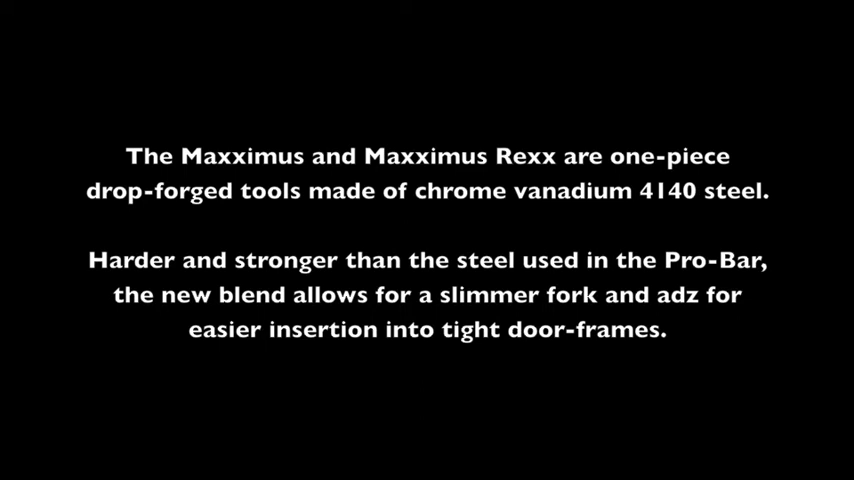 The Maxximus and Maxximus Rexx are one-piece
drop-forged tools made of chrome vanadium 4140 steel.
Harder and stronger than the steel used in the Pro-Bar,
the new blend allows for a slimmer fork and adz for
easier insertion into tight door-frames.